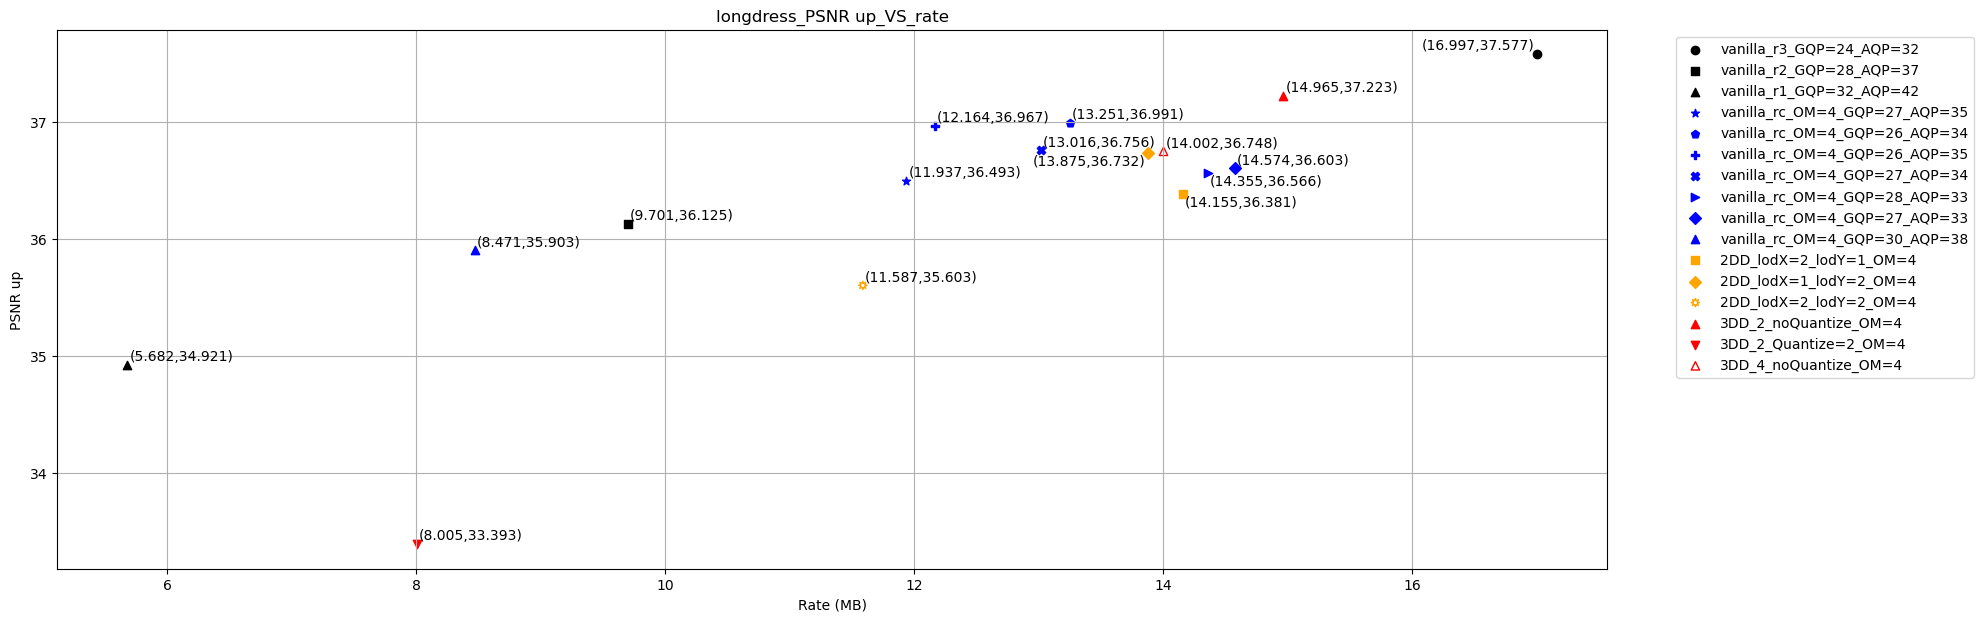 longdress_PSNR up_VS_rate
(16.997,37.577)
(14.965,37.223)
(12.164,36.967)
(13.251,36.991)
(13.016,36.756)
(14.002,36.748)
(13.875,36.732)
(14.574,36.603)
(11.937,36.493)
(14.355,36.566)
(14.155,36.381)
(9.701,36.125)
(8.471,35.903)
(11.587,35.603)
(5.682,34.921)
(8.005,33.393)
37
36
35
34
PSNR up
6
8
10
12
14
16
Rate (MB)
vanilla_r3_GQP=24_AQP=32
vanilla_r2_GQP=28_AQP=37
vanilla_r1_GQP=32_AQP=42
vanilla_rc_OM=4_GQP=27_AQP=35
vanilla_rc_OM=4_GQP=26_AQP=34
vanilla_rc_OM=4_GQP=26_AQP=35
vanilla_rc_OM=4_GQP=27_AQP=34
vanilla_rc_OM=4_GQP=28_AQP=33
vanilla_rc_OM=4_GQP=27_AQP=33
vanilla_rc_OM=4_GQP=30_AQP=38
2DD_lodX=2_lodY=1_OM=4
2DD_lodX=1_lodY=2_OM=4
2DD_lodX=2_lodY=2_OM=4
3DD_2_noQuantize_OM=4
3DD_2_Quantize=2_OM=4
3DD_4_noQuantize_OM=4